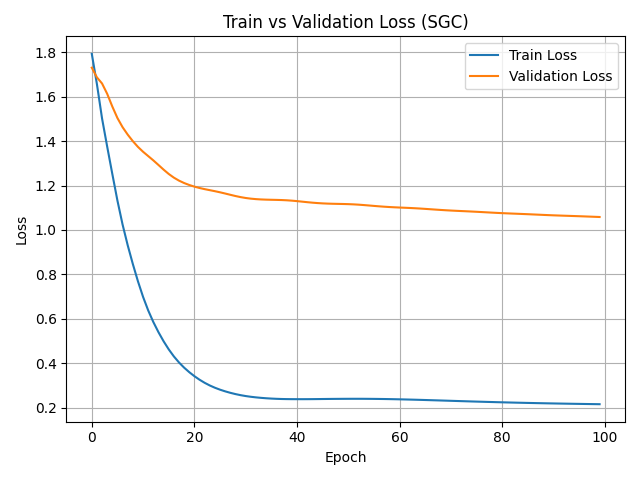 Train vs Validation Loss (SGC)
Train Loss
Validation Loss
1.8
1.6
1.4
1.2
1.0
0.8
0.6
0.4
0.2
Loss
0 20 40 60 80 100
Epoch